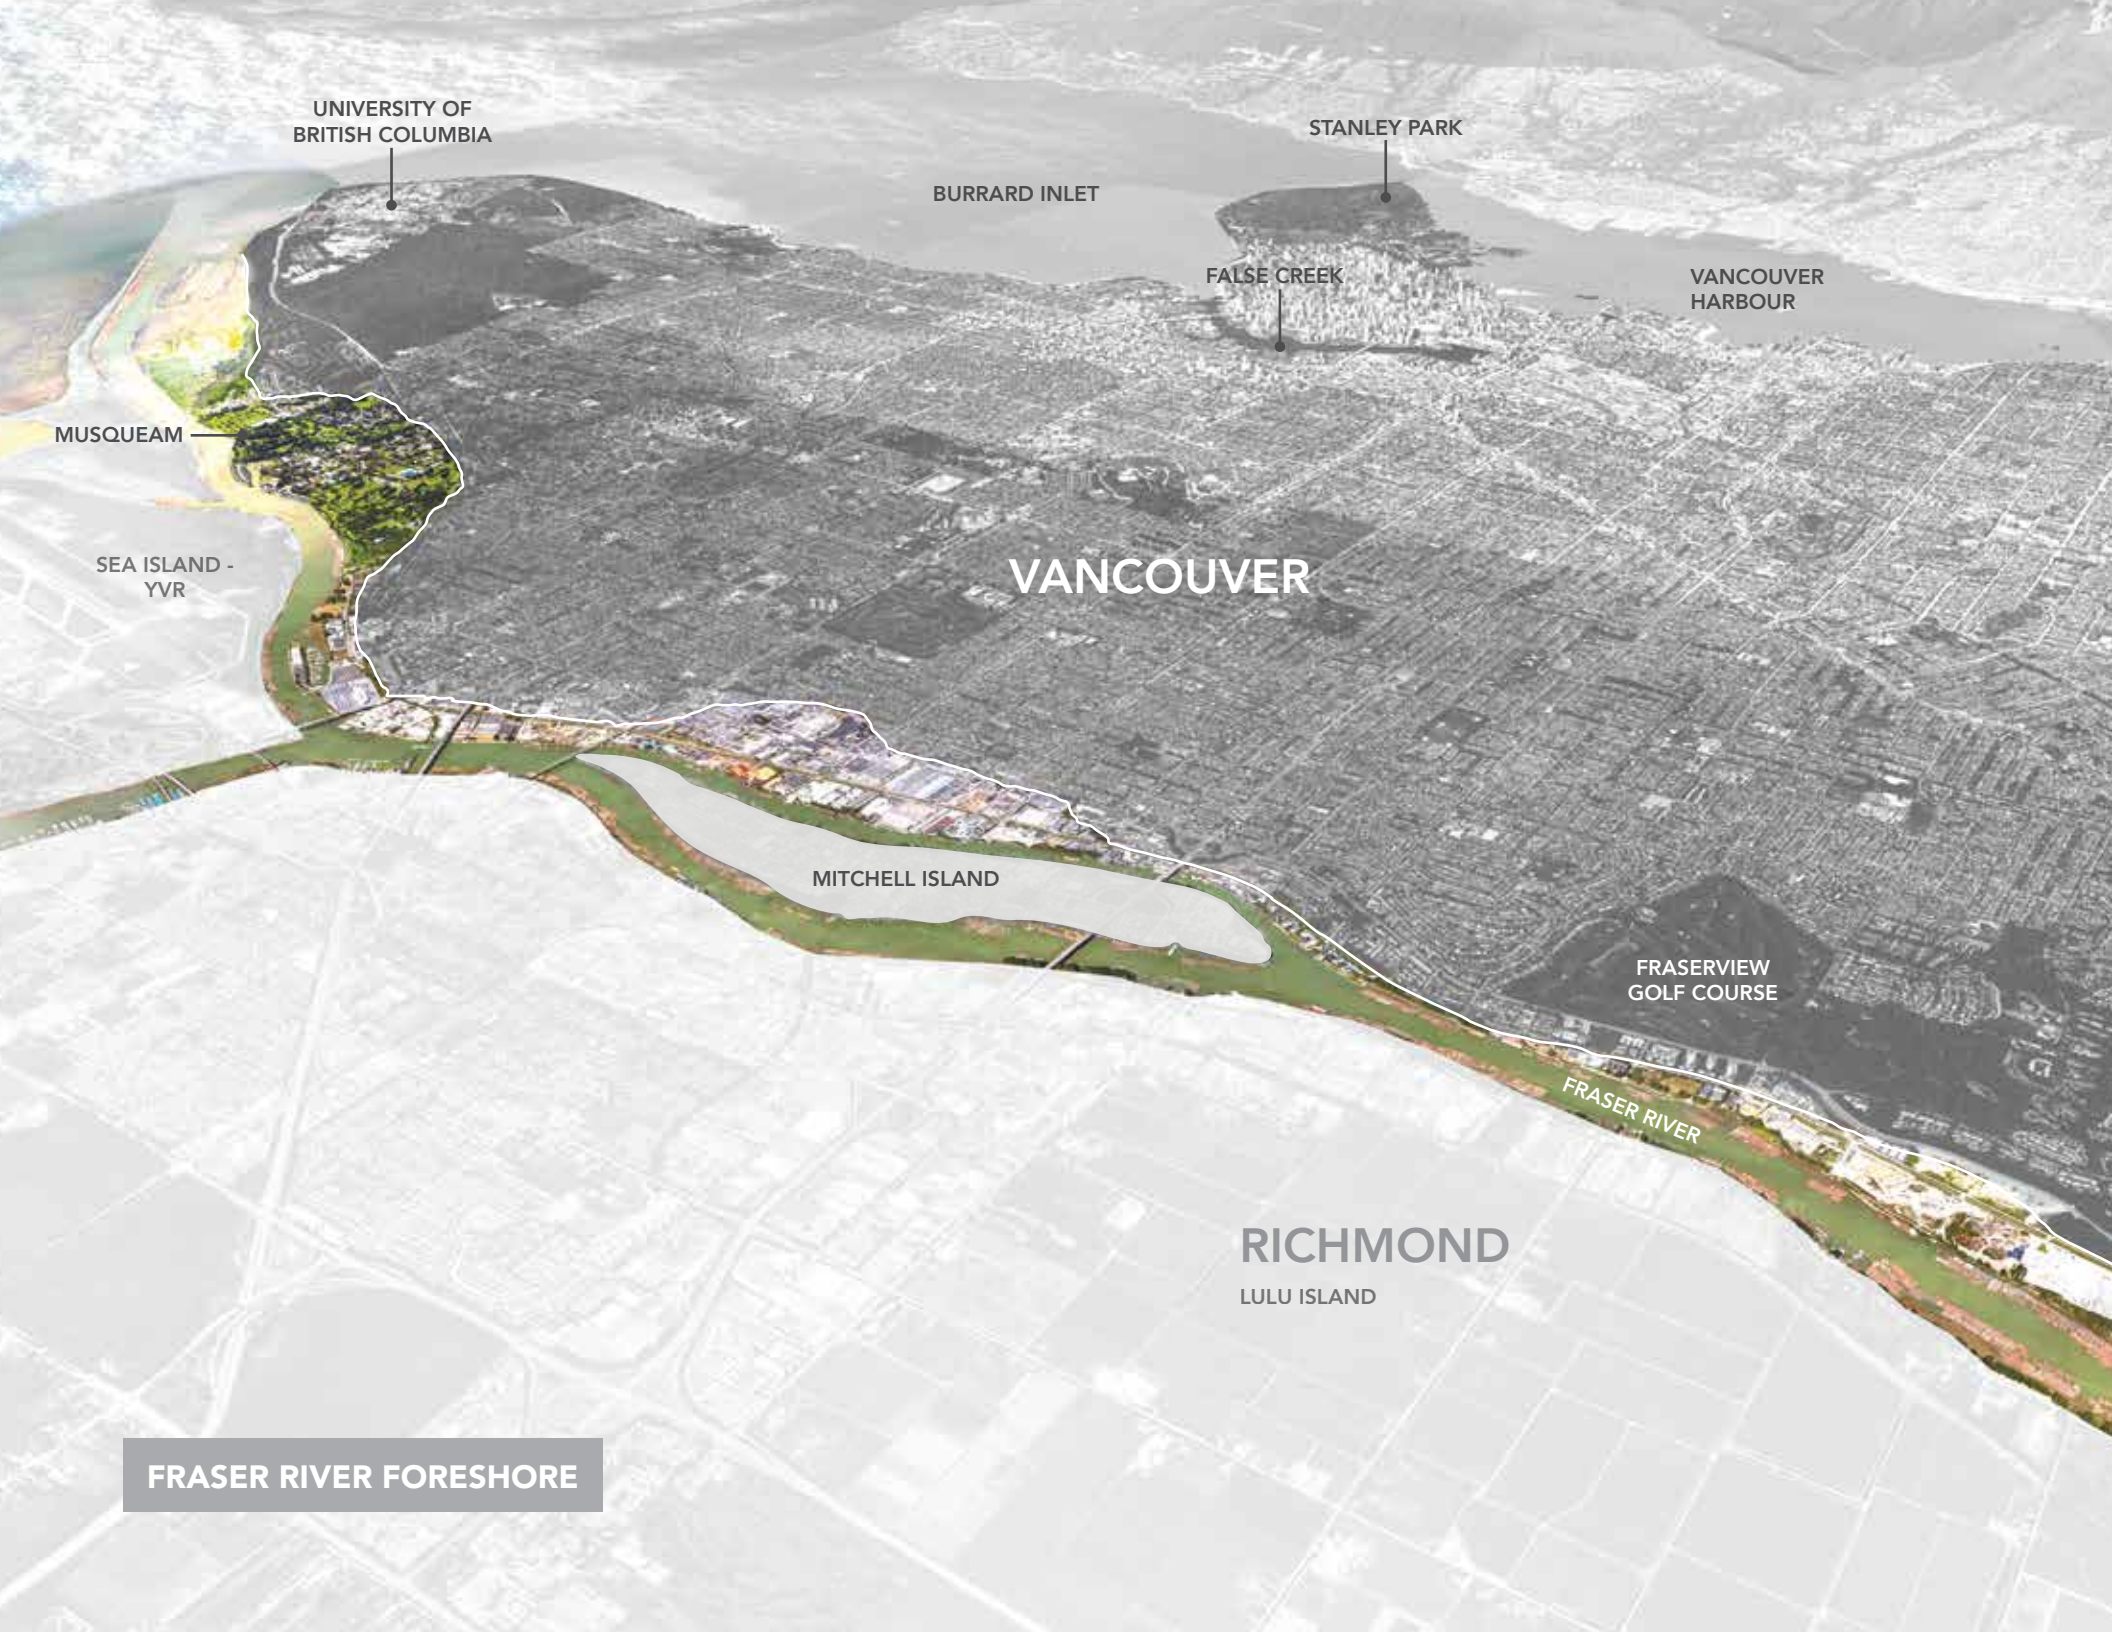 UNIVERSITY OF
BRITISH COLUMBIA
STANLEY PARK
BURRARD INLET
FALSE CREEK
VANCOUVER
HARBOUR
MUSQUEAM
SEA ISLAND -
YVR
VANCOUVER
MITCHELL ISLAND
FRASERVIEW
GOLF COURSE
FRASER RIVER
RICHMOND
LULU ISLAND
FRASER RIVER FORESHORE